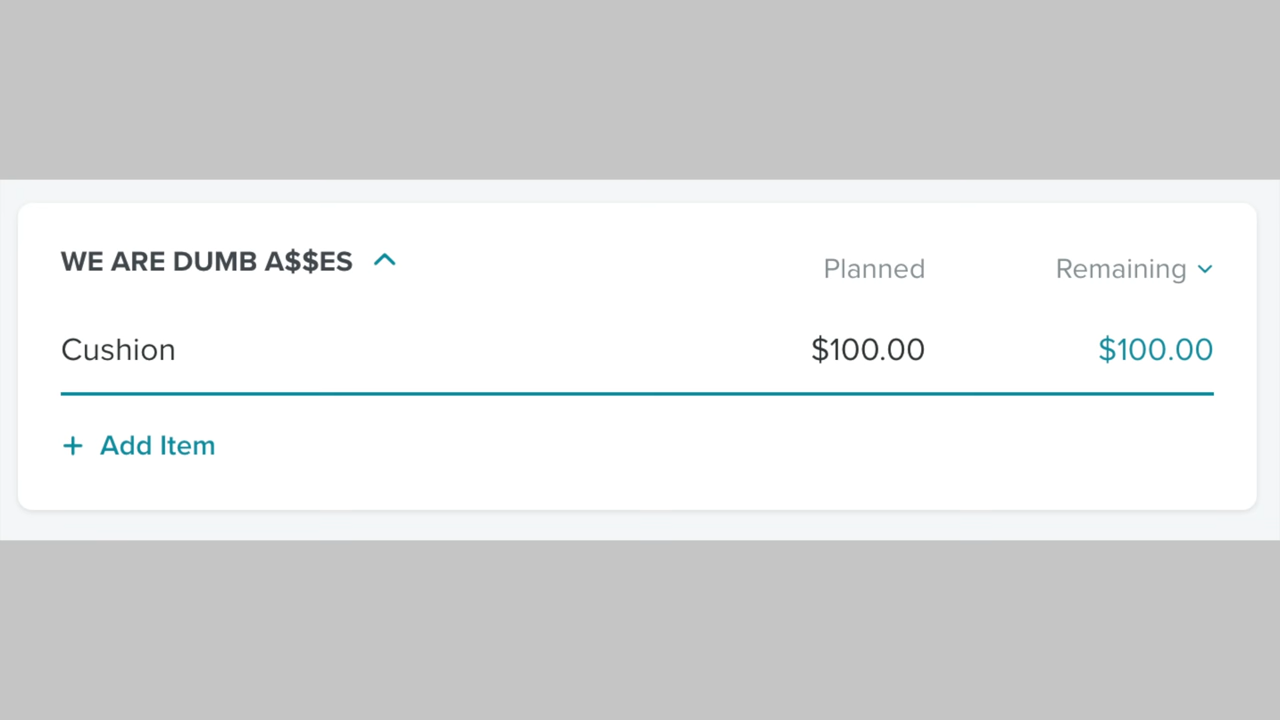 WE ARE DUMB A$$ES Planned Remaining
Cushion $100.00 $100.00
+ Add Item